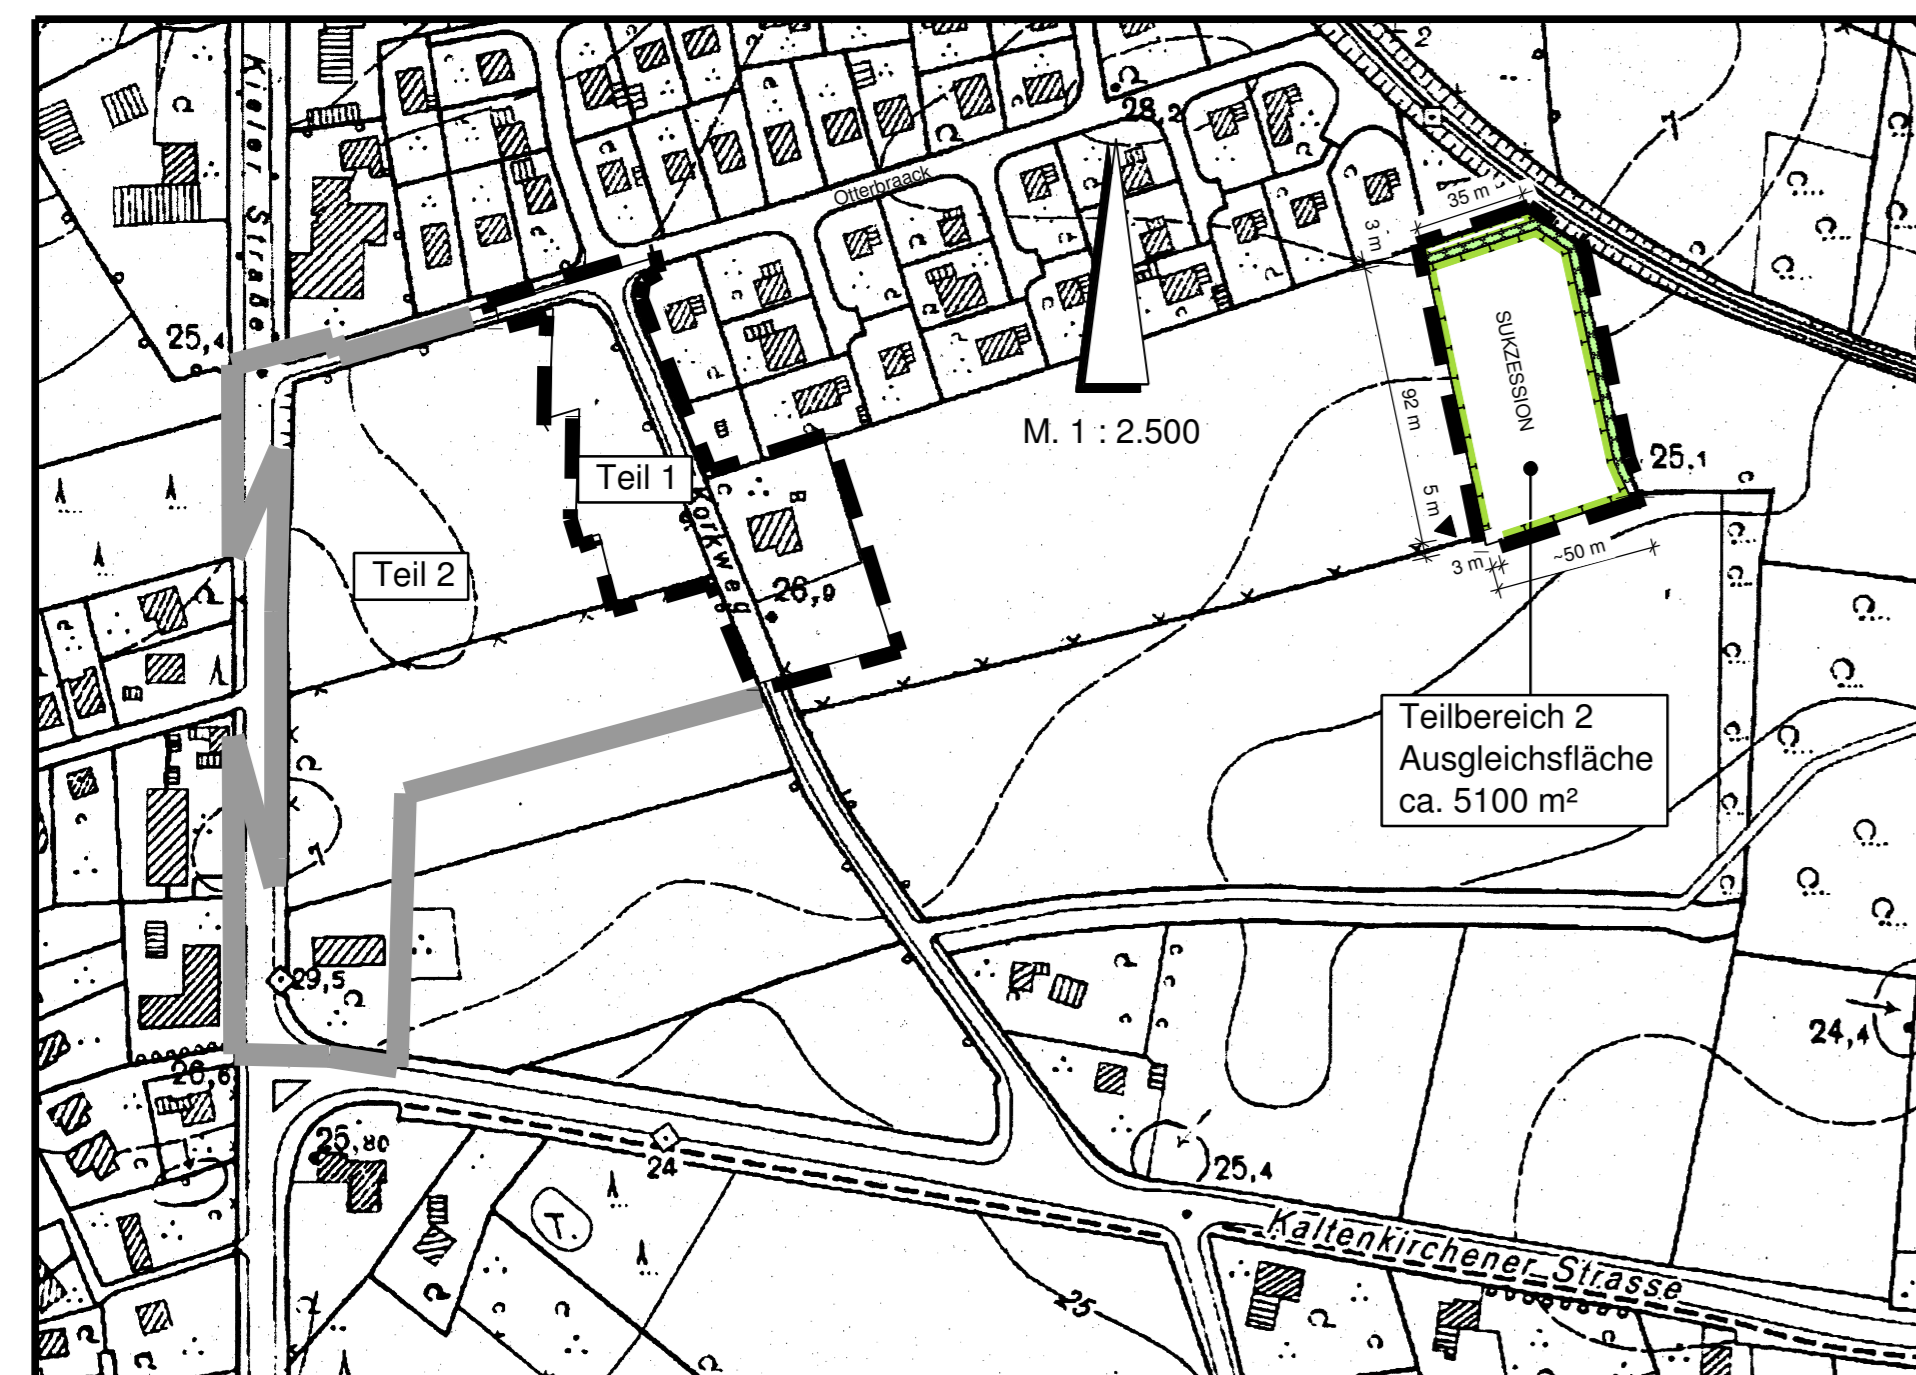 Kieler Straße
2
28,2
Otterbraack
35 m
3 m
25,4
SUKZESSION
92 m
M. 1 : 2.500
25.1
Teil 1
5 m
Korkweg
Teil 2
3 m
~50 m
26,9
Teilbereich 2
Ausgleichsfläche
ca. 5100 m²
29,5
24,4
26,6
25,80
24
25,4
T.
Kaltenkirchener Strasse
25